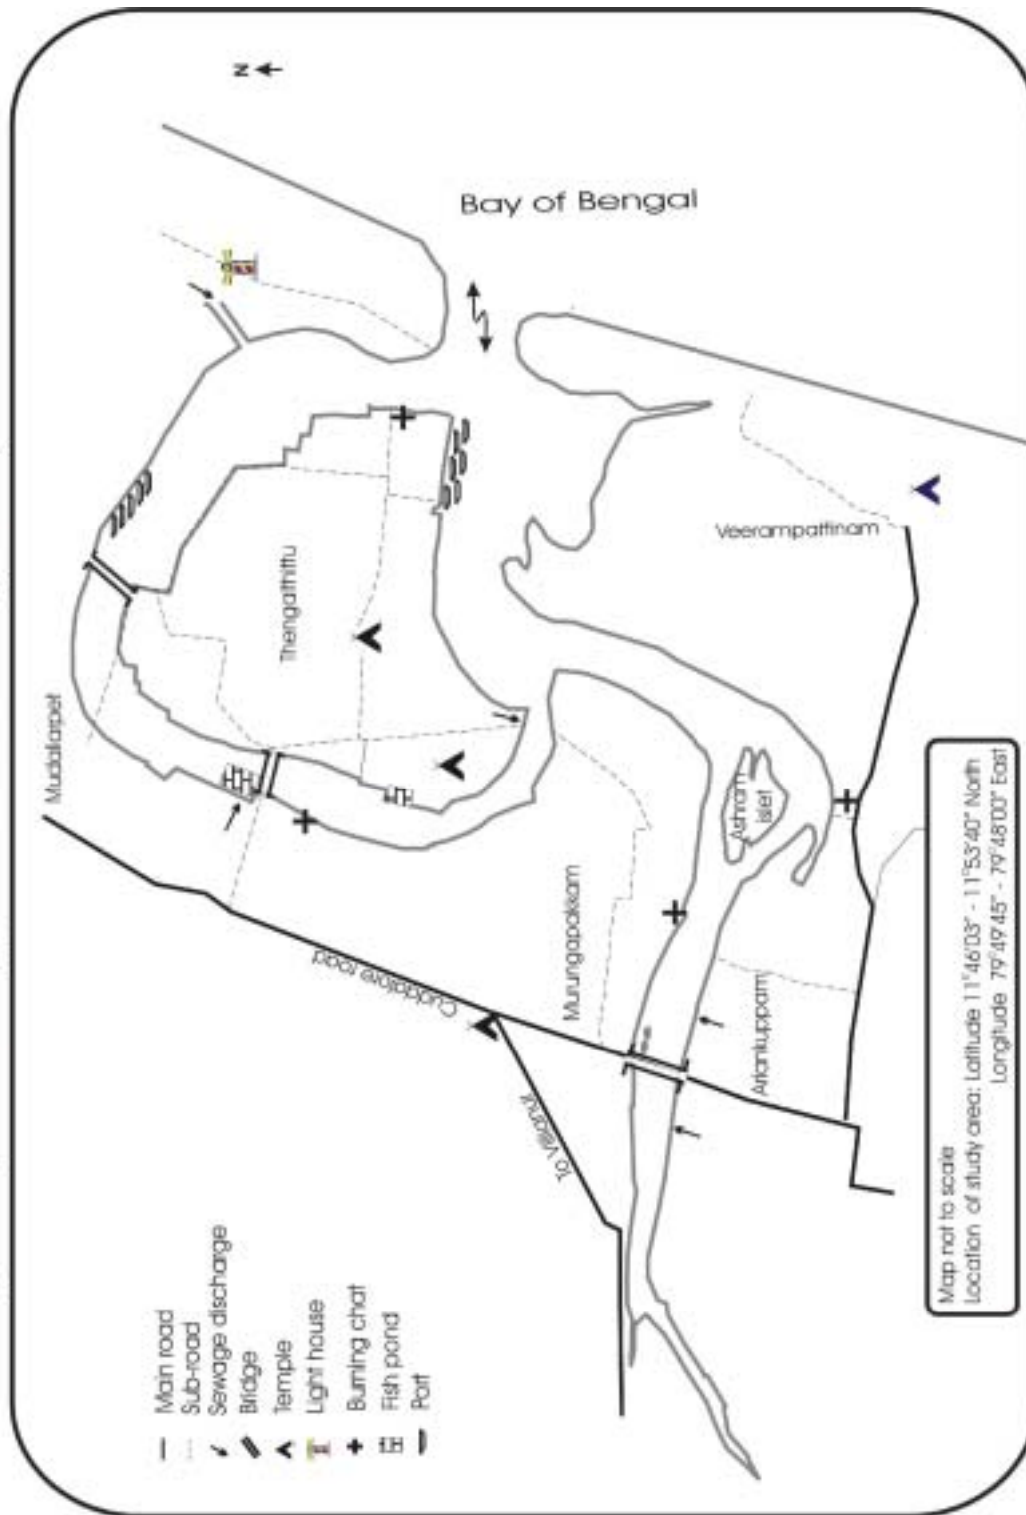 N
Bay of Bengal
Mudaliarpet
Thengaithittu
Veerampattinam
Cuddalore road
Murungapakkam
Ashram
islet
To Villianur
Ariankuppam
Main road
Sub-road
Sewage discharge
Bridge
Temple
Light house
Burning chat
Fish pond
Port
Map not to scale
Location of study area: Latitude 11°46'03" - 11°53'40" North
Longitude 79°49'45" - 79°48'00" East